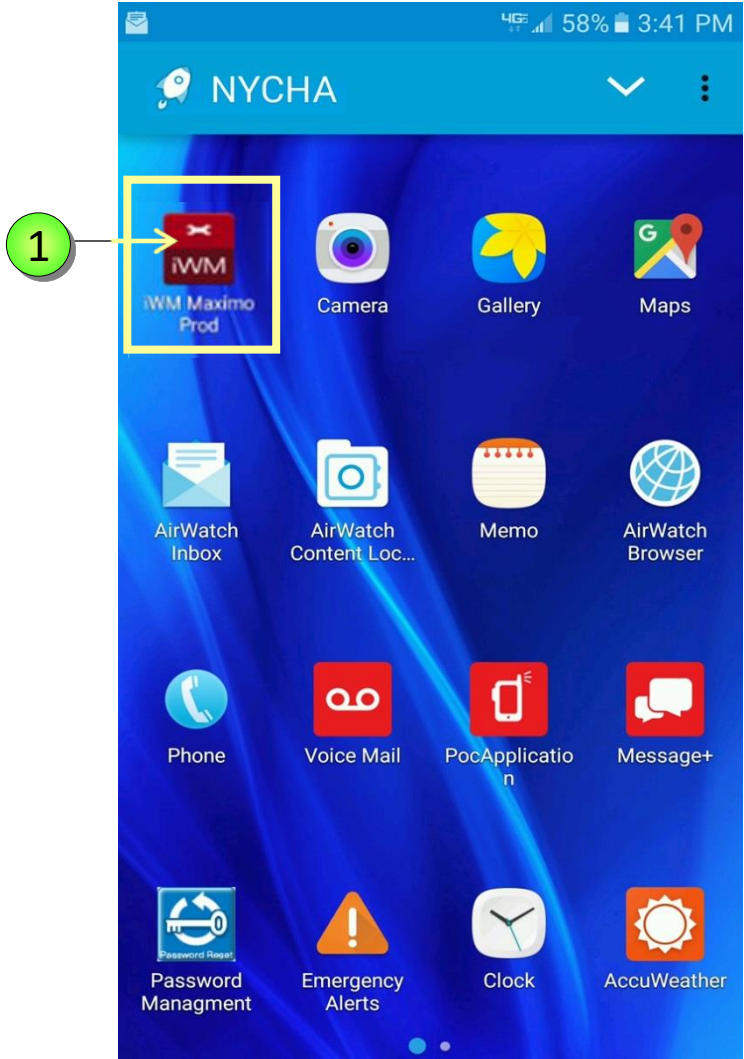 4GE 58% 3:41 PM
NYCHA
1
iWM
G
iWM Maximo
Prod
Camera
Gallery
Maps
AirWatch
Inbox
AirWatch
Content Loc...
Memo
AirWatch
Browser
Phone
Voice Mail
PocApplicatio
n
Message+
Password Reset
Password
Managment
Emergency
Alerts
Clock
AccuWeather